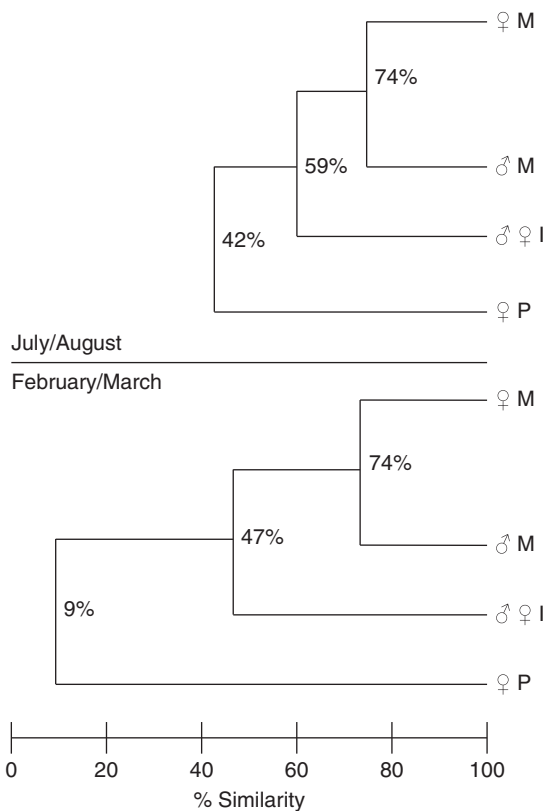 ♀ M
74%
♂ M
59%
♂ ♀ I
42%
♀ P
July/August
February/March
♀ M
74%
♂ M
47%
♂ ♀ I
9%
♀ P
0 20 40 60 80 100
% Similarity